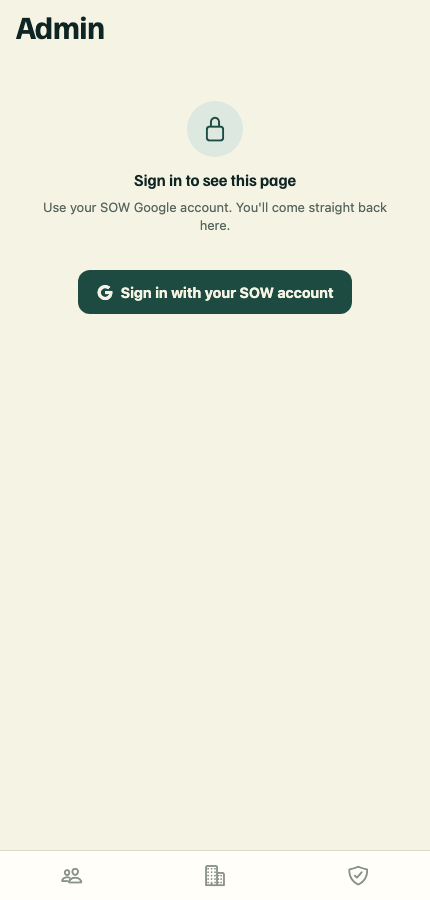 Admin
Sign in to see this page
Use your SOW Google account. You'll come straight back
here.
Sign in with your SOW account